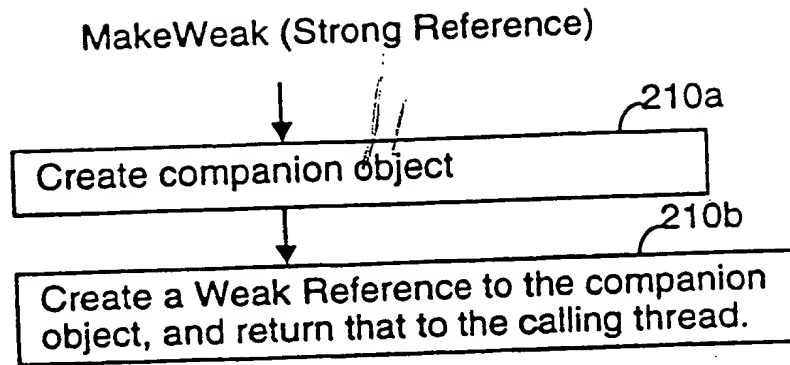 MakeWeak (Strong Reference)
210a
Create companion object
210b
Create a Weak Reference to the companion
object, and return that to the calling thread.